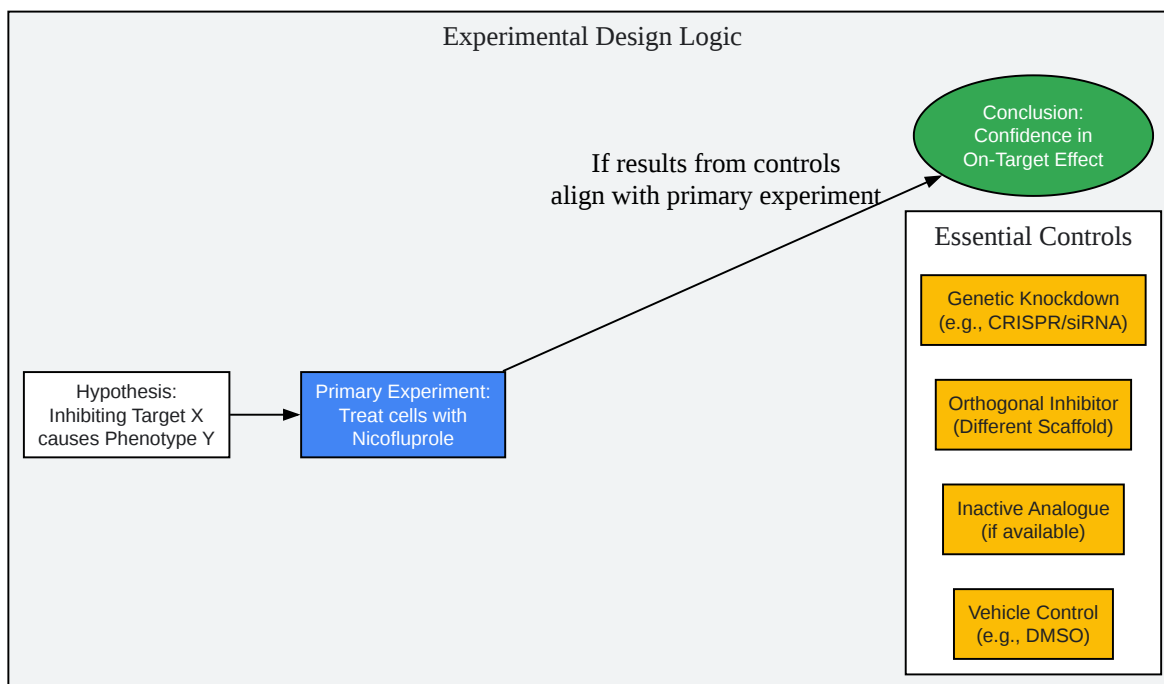 Experimental Design Logic
Conclusion:
Confidence in
On-Target Effect
If results from controls
align with primary experiment
Essential Controls
Genetic Knockdown
(e.g., CRISPR/siRNA)
Hypothesis:
Inhibiting Target X
causes Phenotype Y
Primary Experiment:
Treat cells with
Nicofluprole
Orthogonal Inhibitor
(Different Scaffold)
Inactive Analogue
(if available)
Vehicle Control
(e.g., DMSO)